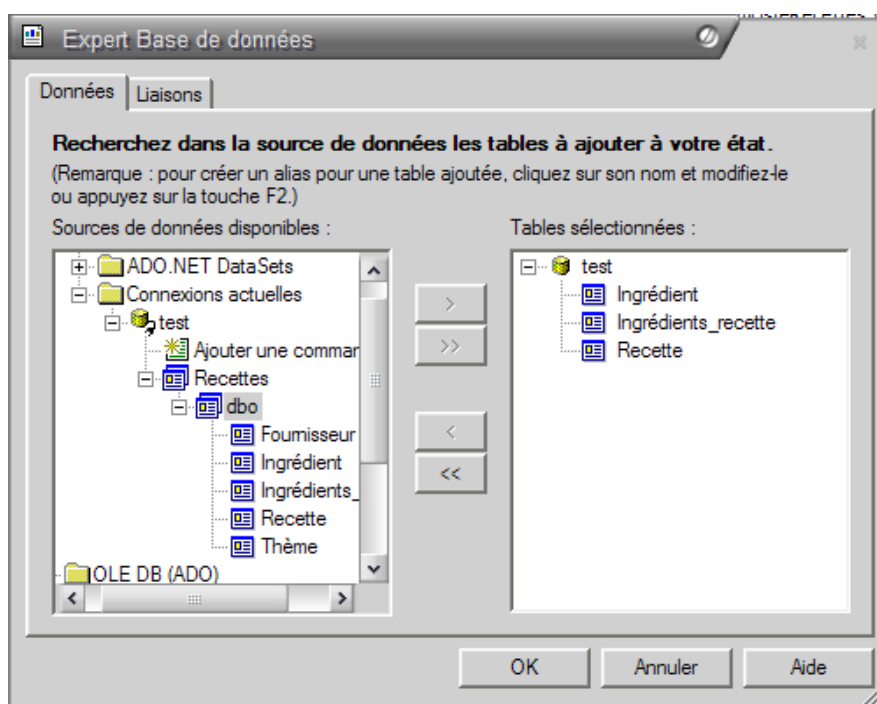 Expert Base de données
Données
Liaisons
Recherchez dans la source de données les tables à ajouter à votre état.
(Remarque : pour créer un alias pour une table ajoutée, cliquez sur son nom et modifiez-le
ou appuyez sur la touche F2.)
Sources de données disponibles :
ADO.NET DataSets
Connexions actuelles
test
Ajouter une commar
Recettes
dbo
Fournisseur
Ingrédient
Ingrédients_
Recette
Thème
OLE DB (ADO)
>
>>
<
<<
Tables sélectionnées :
test
Ingrédient
Ingrédients_recette
Recette
OK
Annuler
Aide